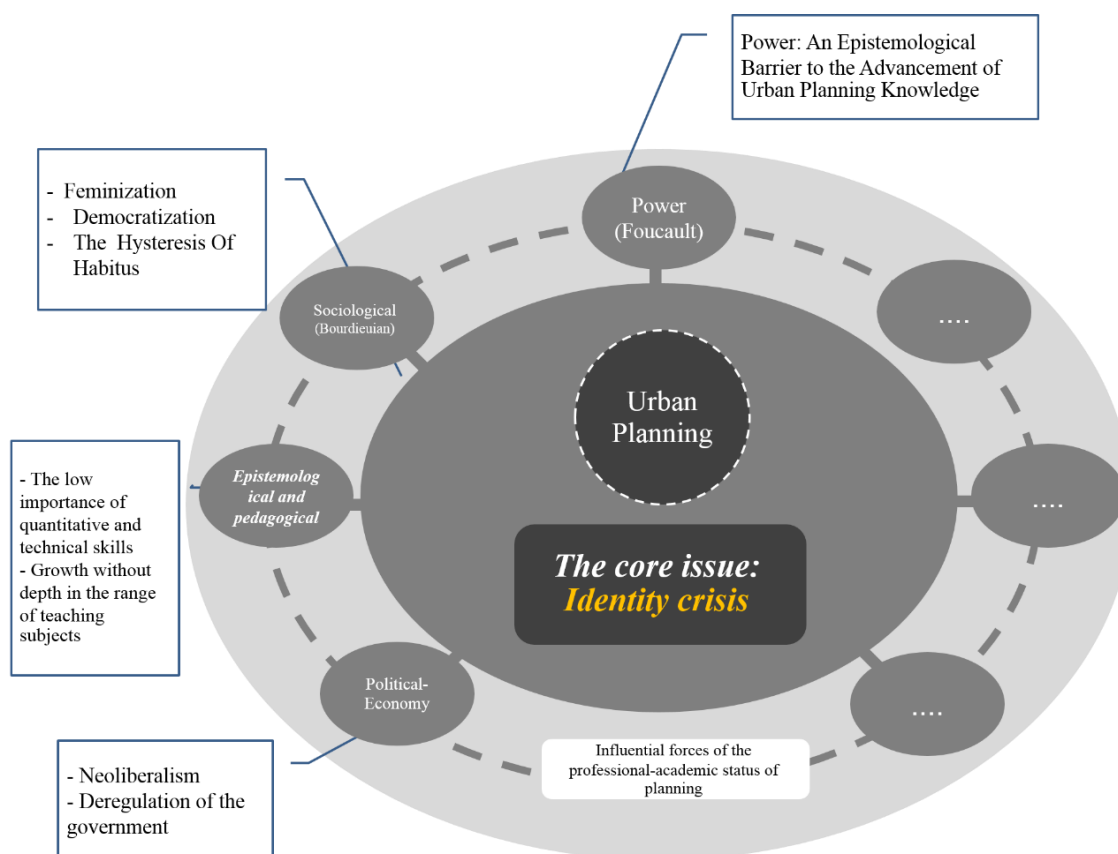 Power: An Epistemological
Barrier to the Advancement of
Urban Planning Knowledge
- Feminization
- Democratization
- The Hysteresis Of
Habitus
Power
(Foucault)
Sociological
(Bourdieuian)
....
Urban
Planning
- The low
importance of
quantitative and
technical skills
- Growth without
depth in the range
of teaching
subjects
Epistemolog
ical and
pedagogical
....
The core issue:
Identity crisis
Political-
Economy
....
Influential forces of the
professional-academic status of
planning
- Neoliberalism
- Deregulation of the
government